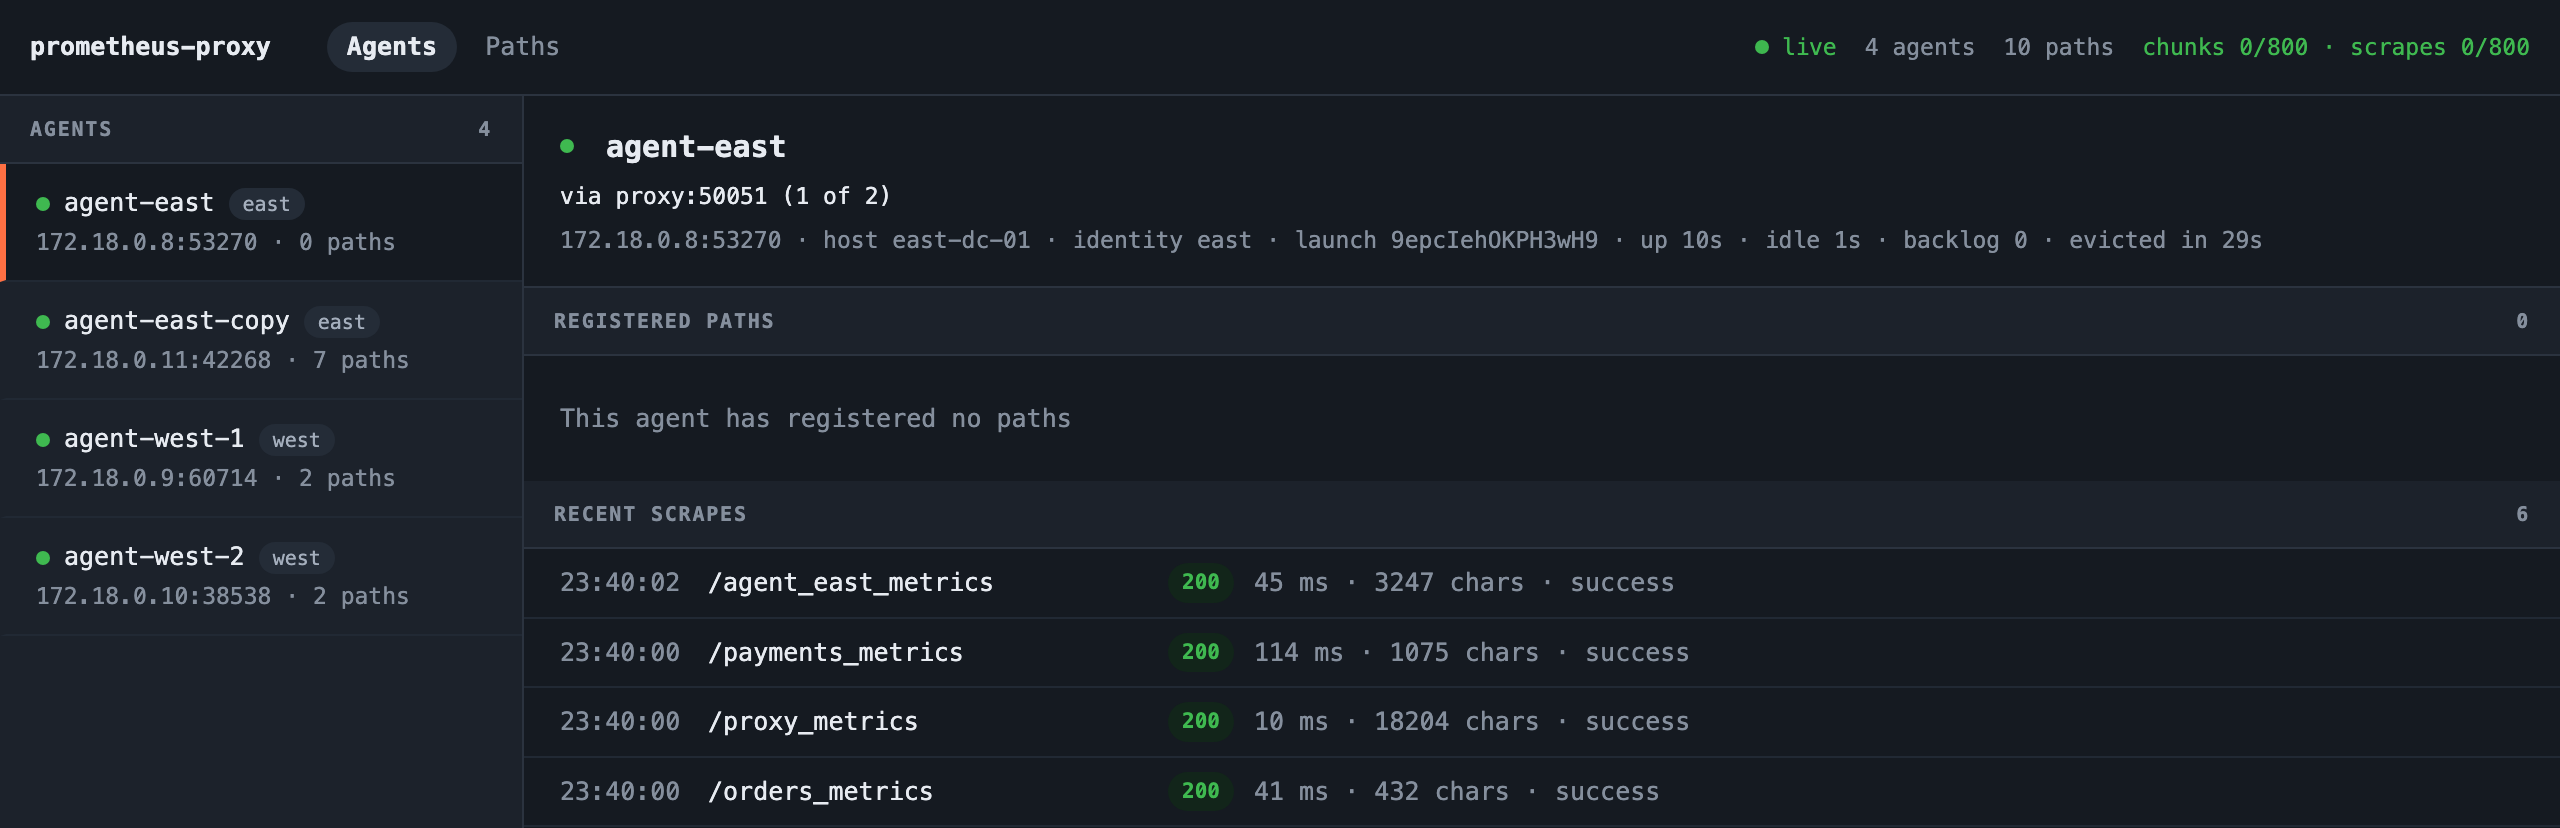 prometheus-proxy Agents Paths live 4 agents 10 paths chunks 0/800 · scrapes 0/800
AGENTS 4
agent-east east
172.18.0.8:53270 · 0 paths
agent-east-copy east
172.18.0.11:42268 · 7 paths
agent-west-1 west
172.18.0.9:60714 · 2 paths
agent-west-2 west
172.18.0.10:38538 · 2 paths
agent-east
via proxy:50051 (1 of 2)
172.18.0.8:53270 · host east-dc-01 · identity east · launch 9epcIehOKPH3wH9 · up 10s · idle 1s · backlog 0 · evicted in 29s
REGISTERED PATHS 0
This agent has registered no paths
RECENT SCRAPES 6
23:40:02 /agent_east_metrics 200 45 ms · 3247 chars · success
23:40:00 /payments_metrics 200 114 ms · 1075 chars · success
23:40:00 /proxy_metrics 200 10 ms · 18204 chars · success
23:40:00 /orders_metrics 200 41 ms · 432 chars · success